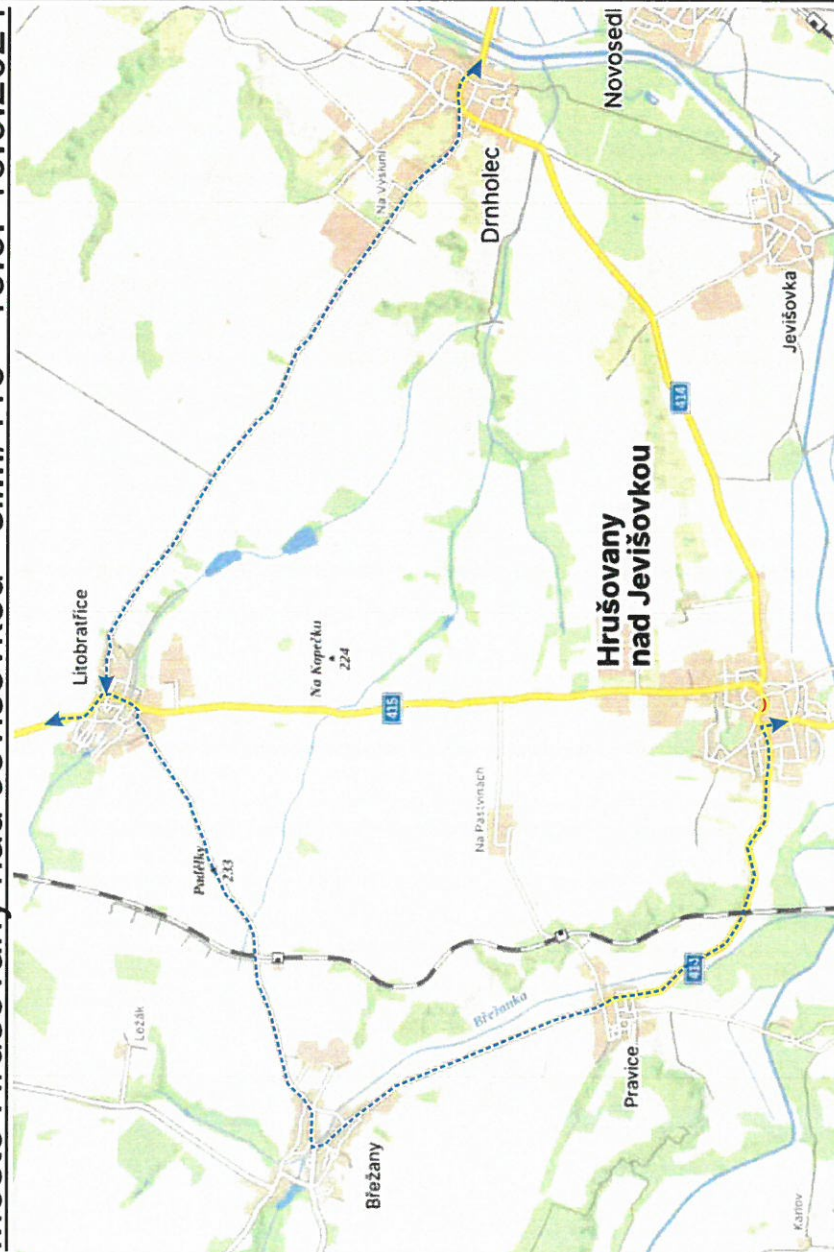 Litobratřice
Na Výsluní
Novosedl
Drnholec
Na Kopečku
224
415
Hrušovany
nad Jevišovkou
414
Jevišovka
Padělky
233
Ležák
Na Pastvinách
Břežanka
413
Pravice
Břežany
Karlov